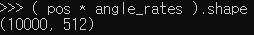 >>> ( pos * angle_rates ).shape
(10000, 512)